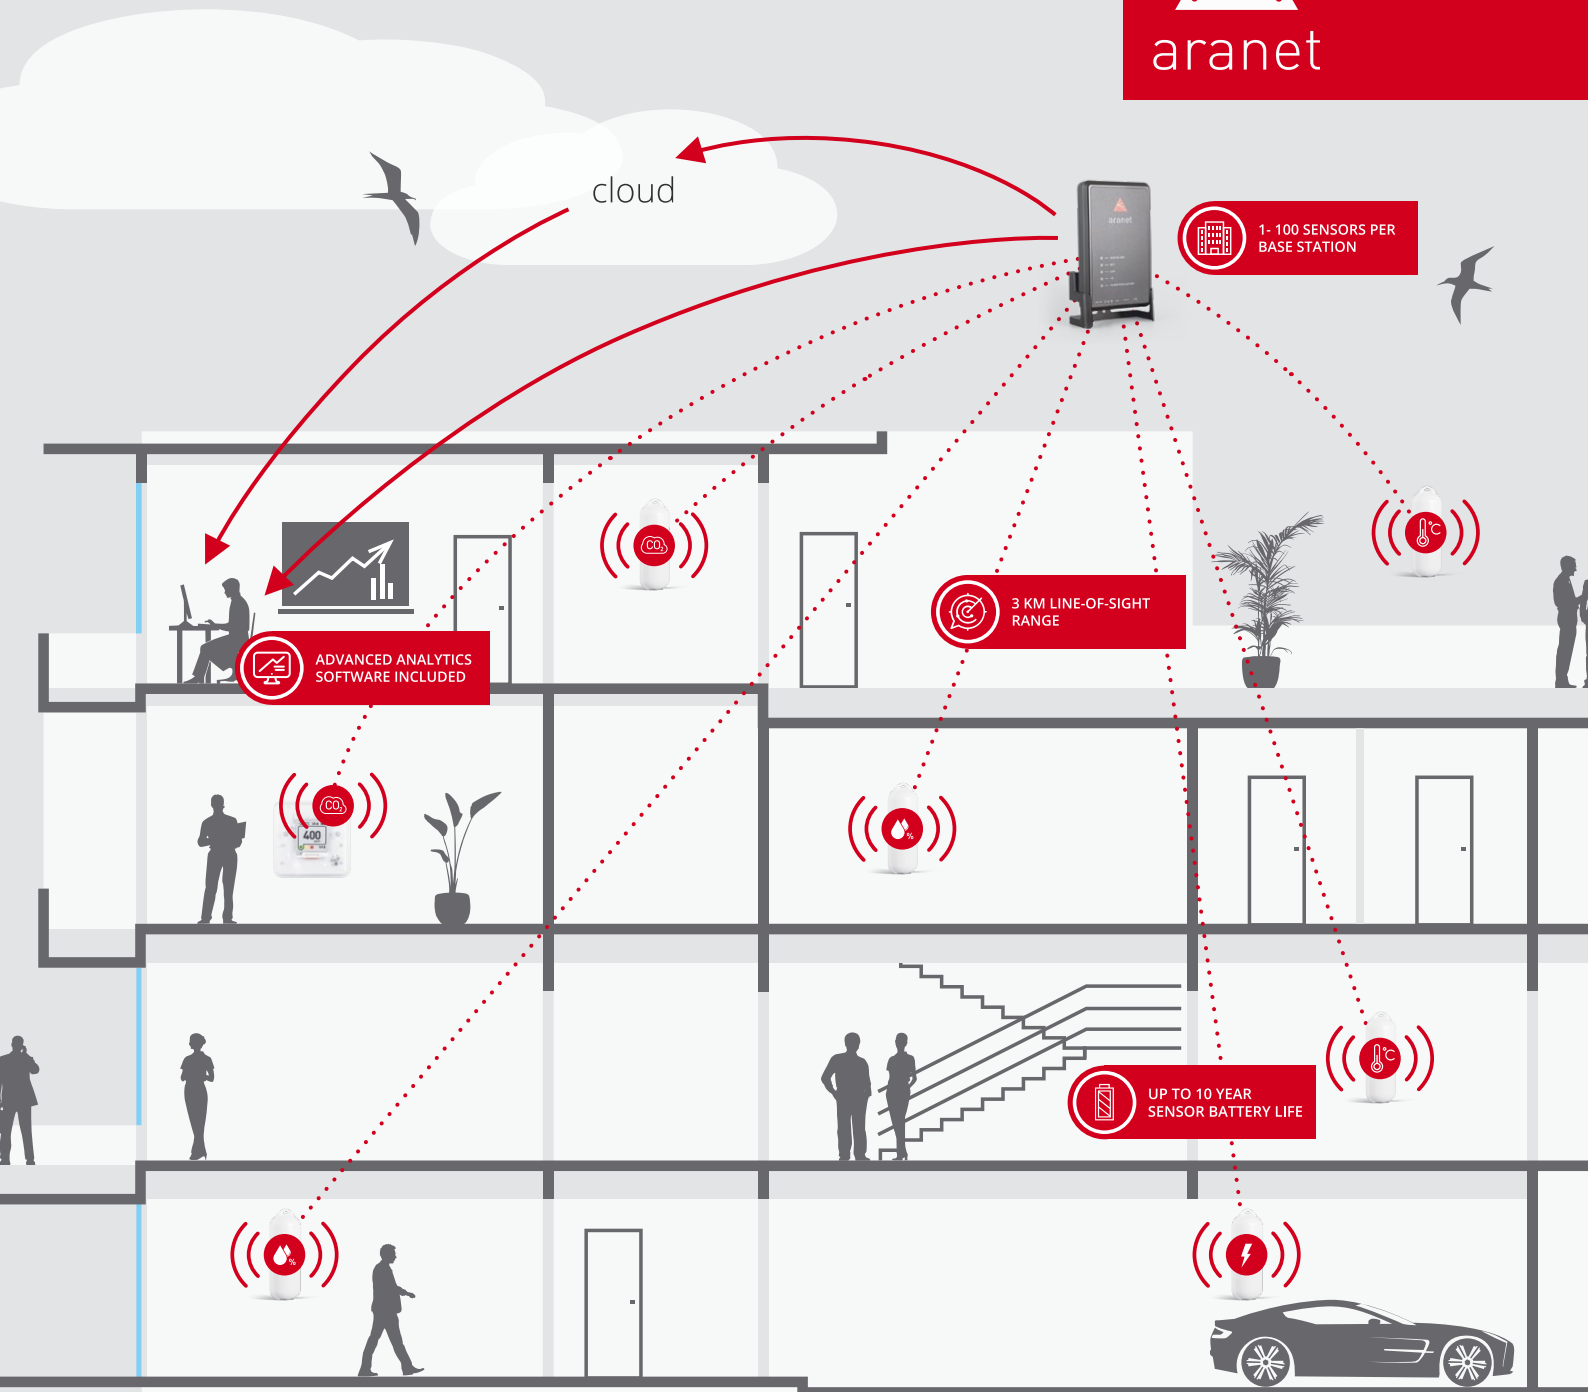 aranet
cloud
aranet
1- 100 SENSORS PER
BASE STATION
CO₂
°C
3 KM LINE-OF-SIGHT
RANGE
ADVANCED ANALYTICS
SOFTWARE INCLUDED
CO₂
400
%
°C
UP TO 10 YEAR
SENSOR BATTERY LIFE
%